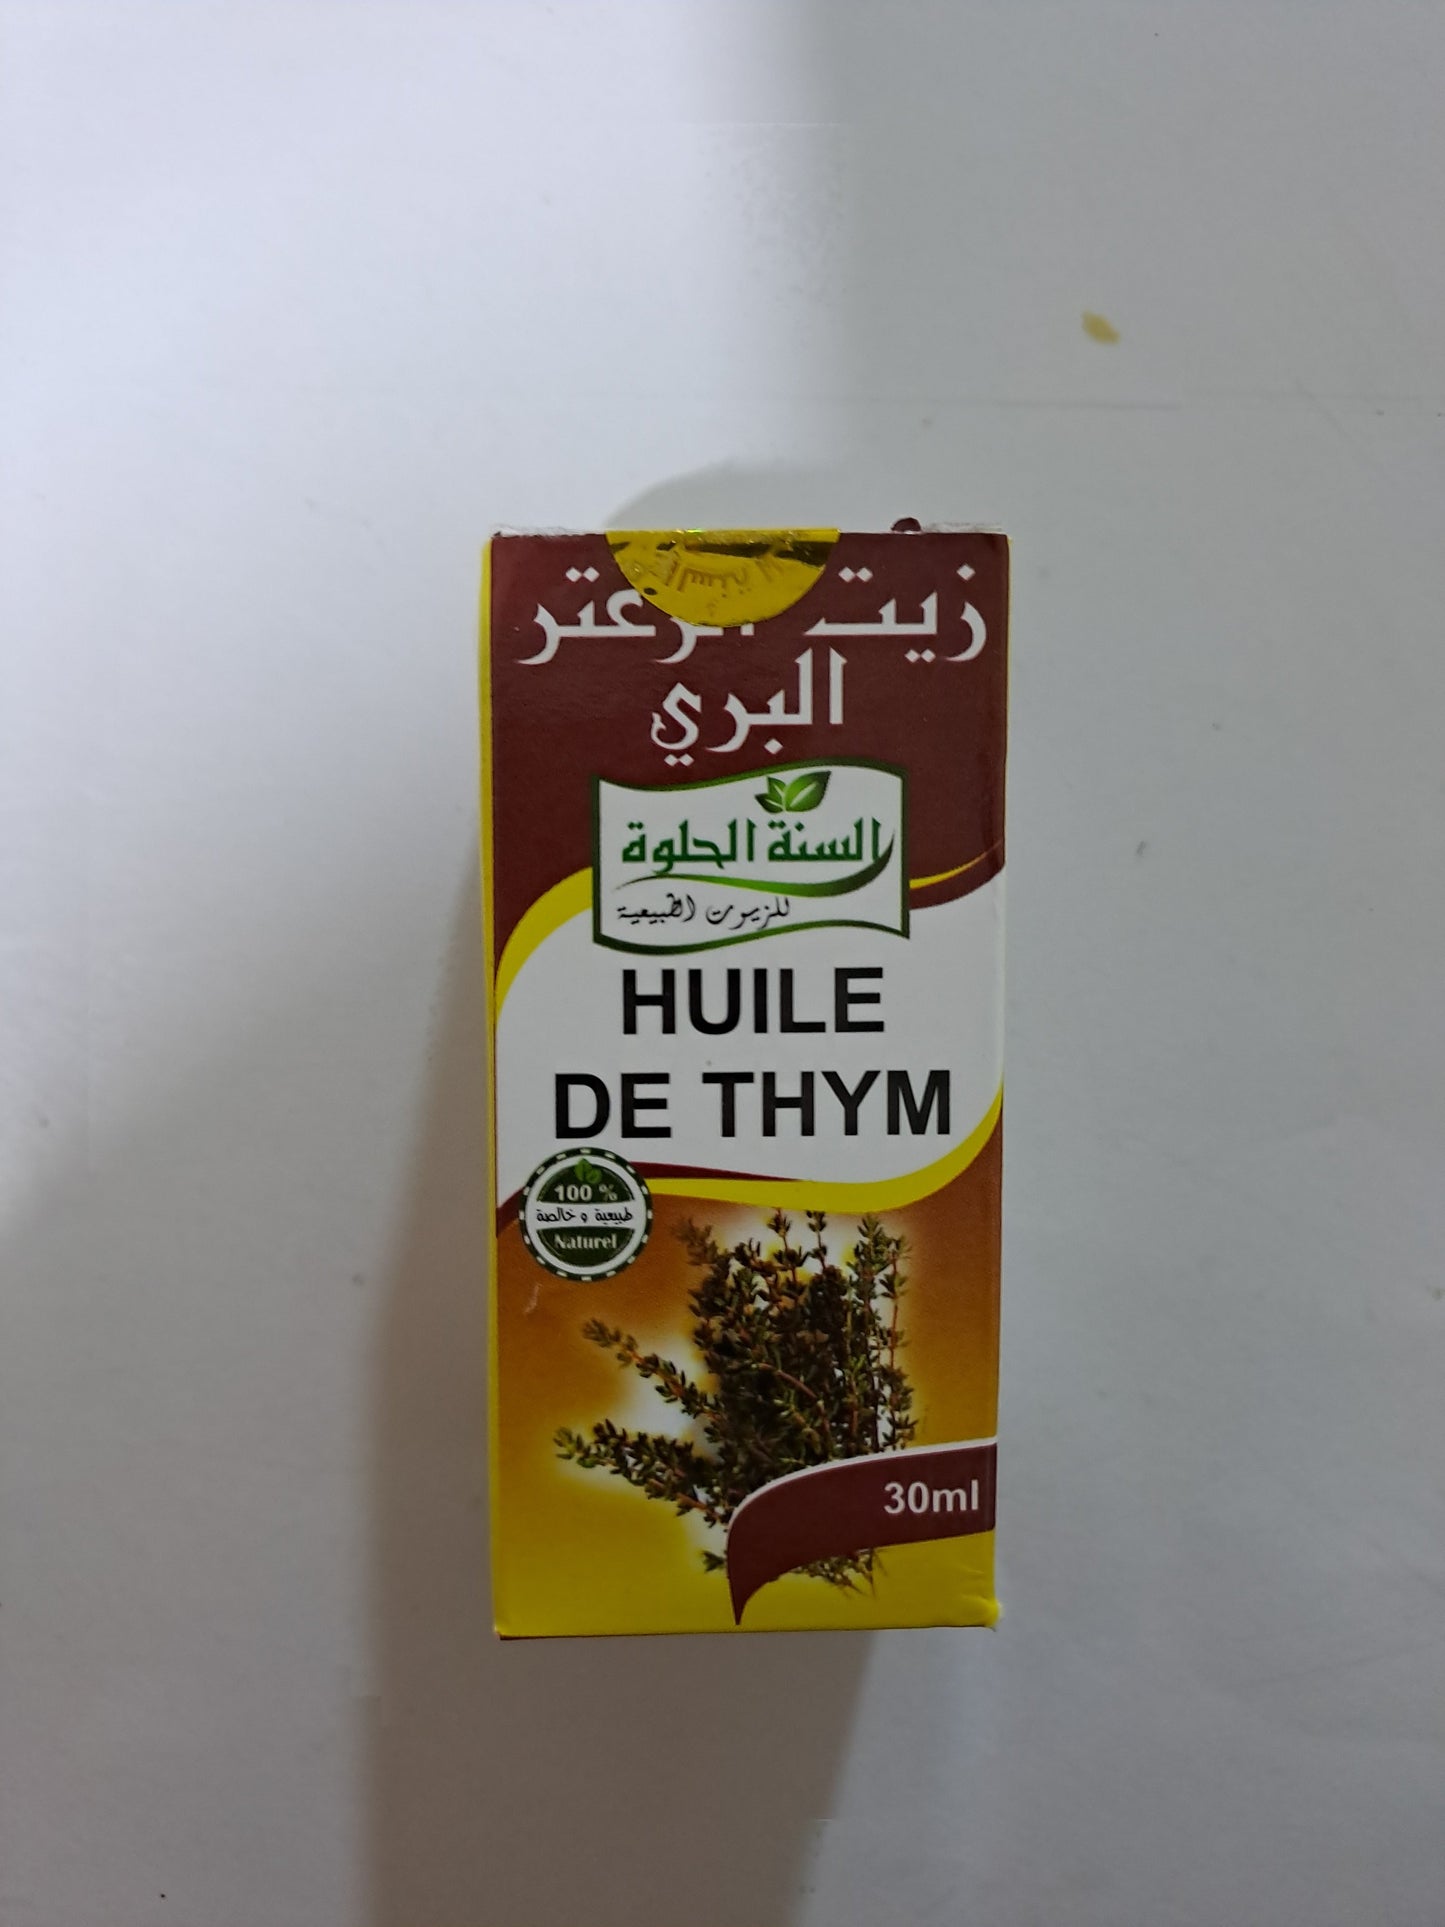 زيت الزعتر
البري
السنة الحلوة
للزيوت الطبيعية
HUILE
DE THYM
100 %
طبيعية و خالصة
Naturel
30ml